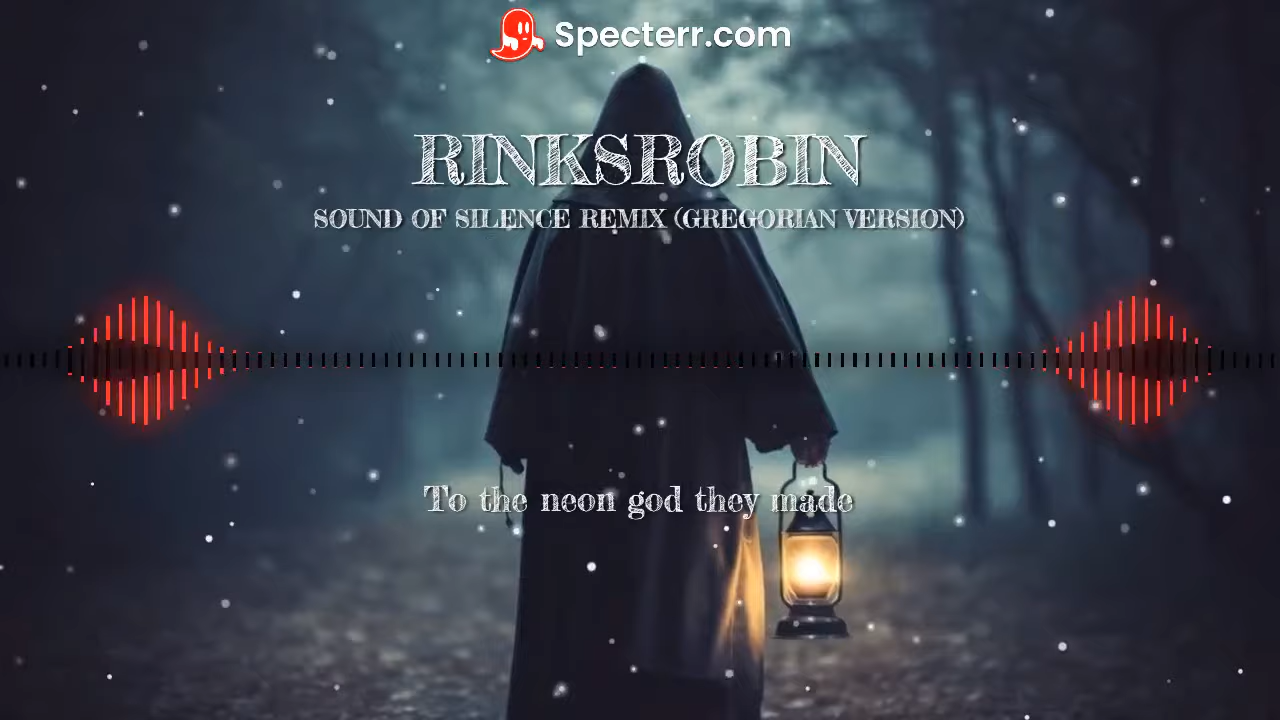 Specterr.com
RINKSROBIN
SOUND OF SILENCE REMIX (GREGORIAN VERSION)
To the neon god they made